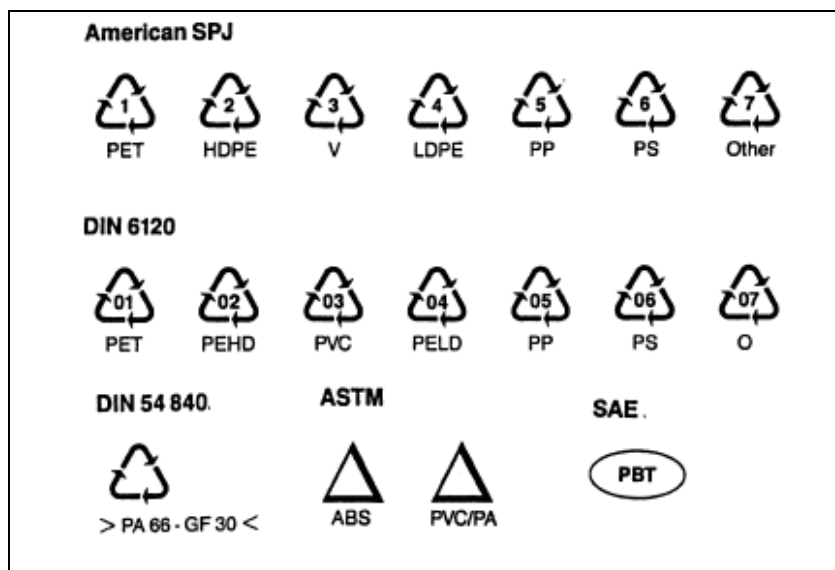 American SPJ
1 2 3 4 5 6 7
PET HDPE V LDPE PP PS Other
DIN 6120
01 02 03 04 05 06 07
PET PEHD PVC PELD PP PS O
DIN 54 840. ASTM SAE.
PBT
> PA 66 - GF 30 < ABS PVC/PA